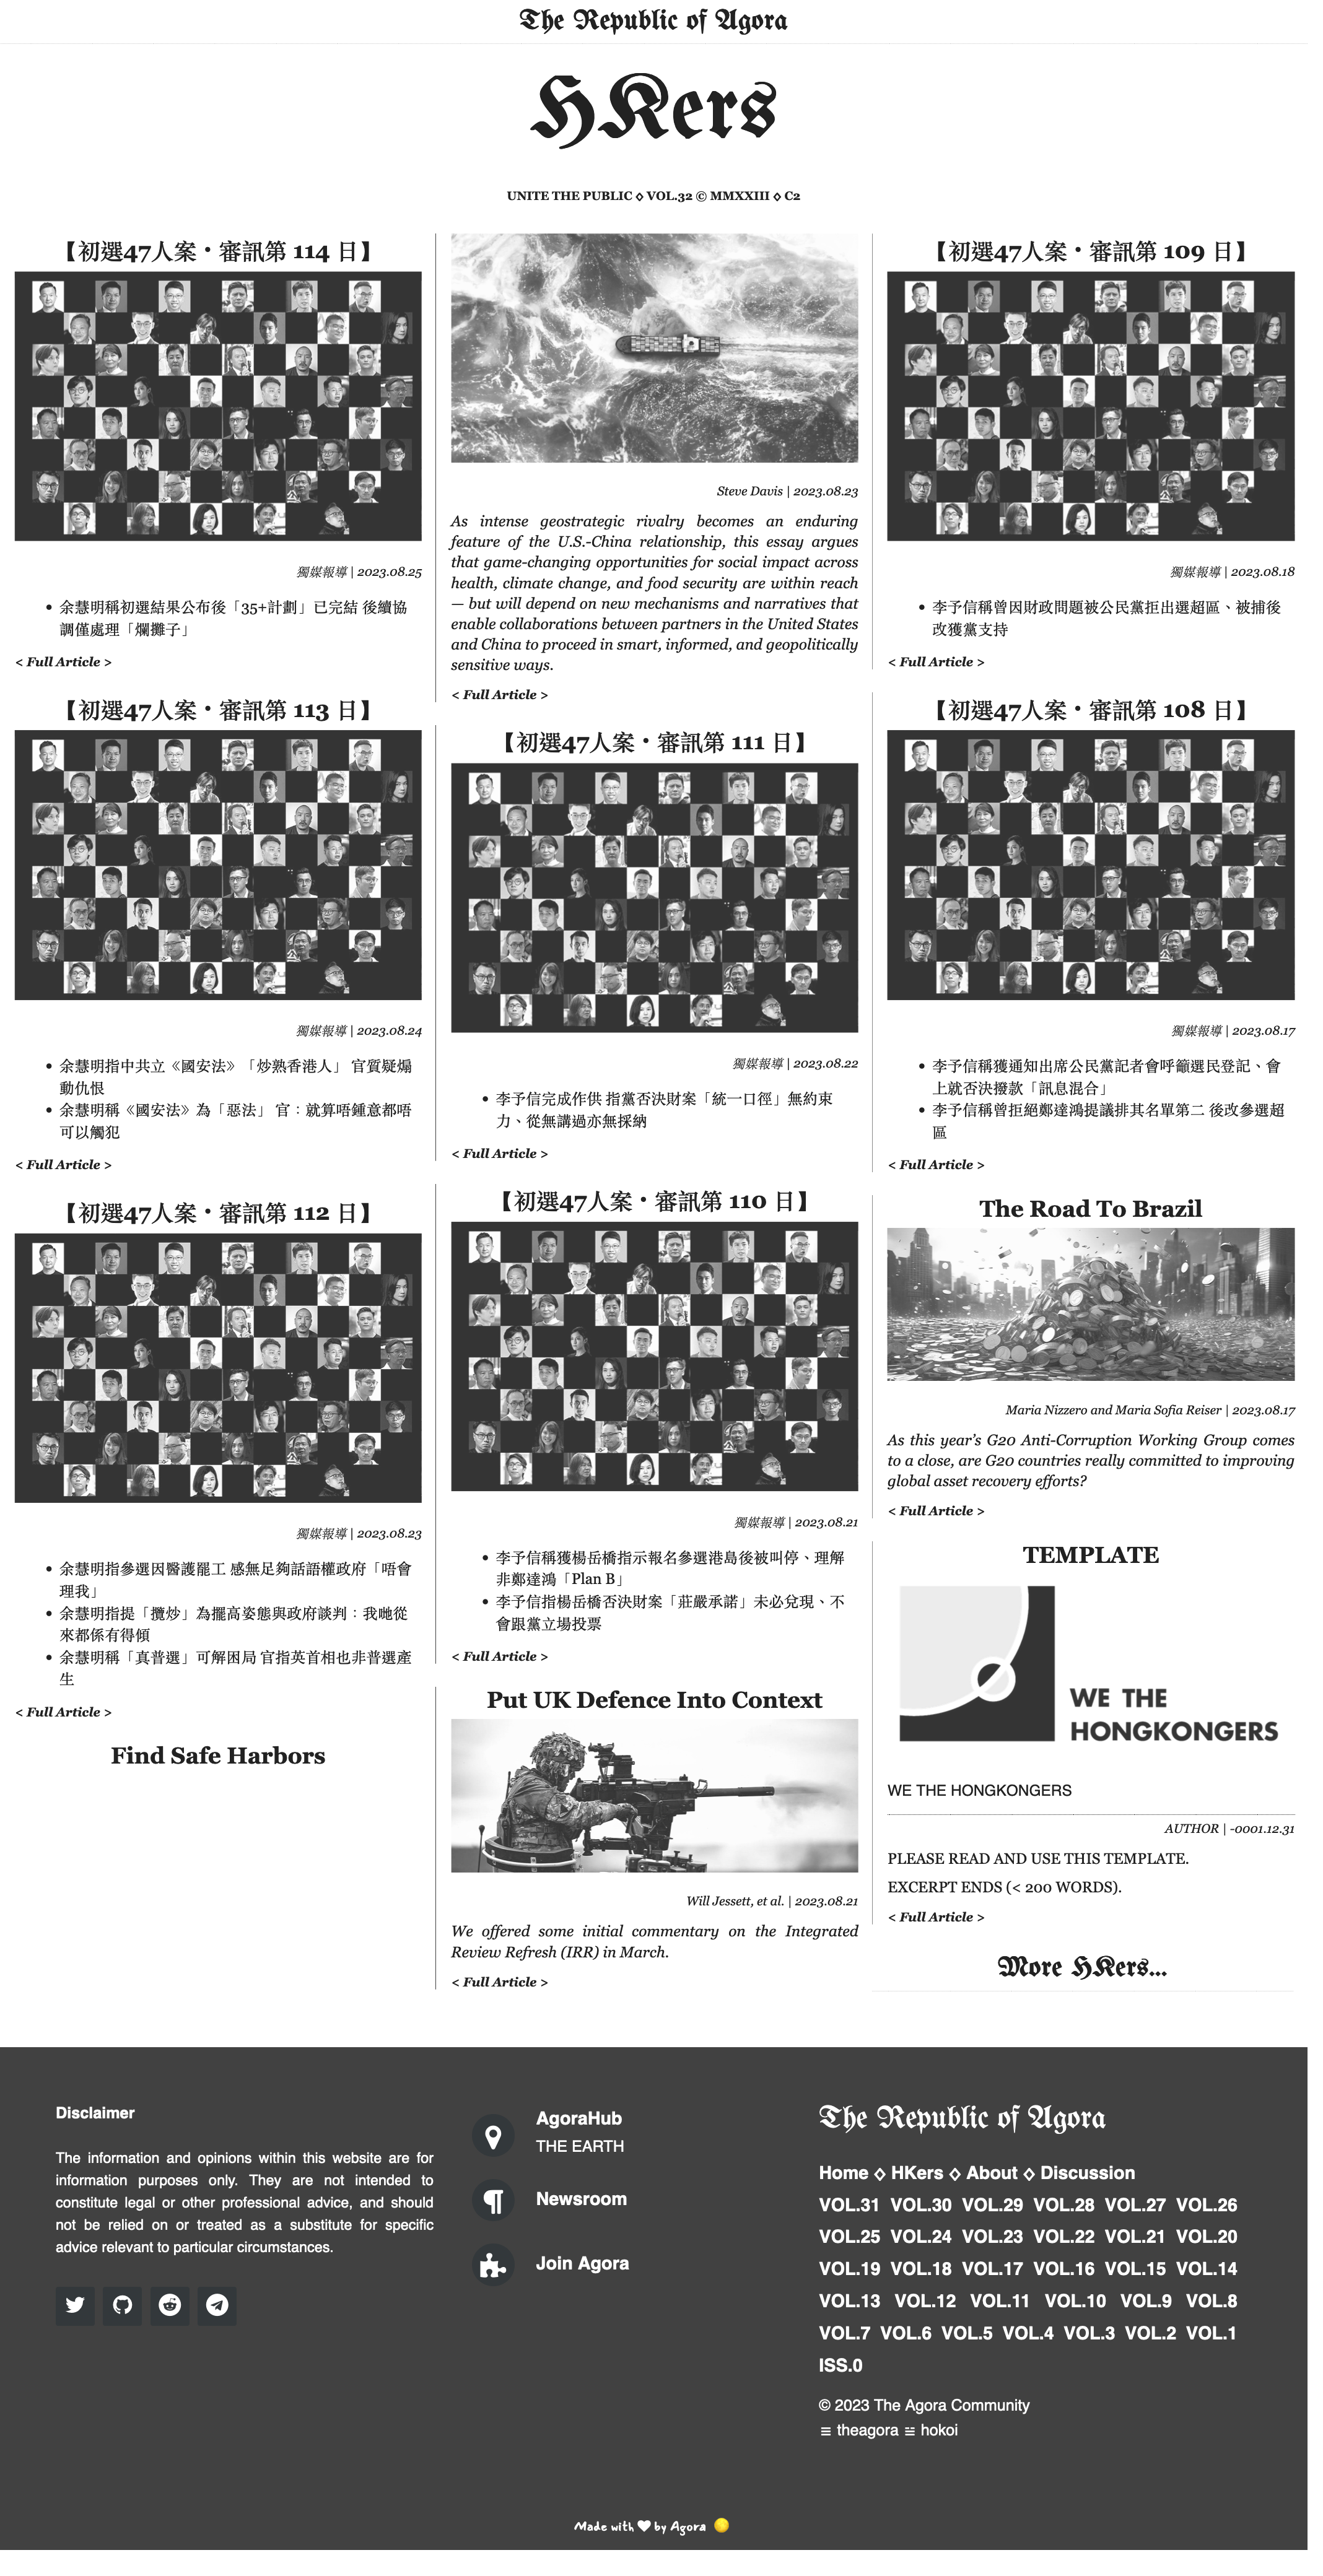 The Republic of Agora
HKers
UNITE THE PUBLIC ◊ VOL.32 © MMXXIII ◊ C2
【初選47人案・審訊第 114 日】
獨媒報導 | 2023.08.25
• 余慧明稱初選結果公布後「35+計劃」已完結 後續協
調僅處理「爛攤子」
< Full Article >
【初選47人案・審訊第 113 日】
獨媒報導 | 2023.08.24
• 余慧明指中共立《國安法》「炒熟香港人」 官質疑煽
動仇恨
• 余慧明稱《國安法》為「惡法」 官：就算唔鍾意都唔
可以觸犯
< Full Article >
【初選47人案・審訊第 112 日】
獨媒報導 | 2023.08.23
• 余慧明指參選因醫護罷工 感無足夠話語權政府「唔會
理我」
• 余慧明指提「攬炒」為擺高姿態與政府談判：我哋從
來都係有得傾
• 余慧明稱「真普選」可解困局 官指英首相也非普選產
生
< Full Article >
Find Safe Harbors
Steve Davis | 2023.08.23
As intense geostrategic rivalry becomes an enduring
feature of the U.S.-China relationship, this essay argues
that game-changing opportunities for social impact across
health, climate change, and food security are within reach
— but will depend on new mechanisms and narratives that
enable collaborations between partners in the United States
and China to proceed in smart, informed, and geopolitically
sensitive ways.
< Full Article >
【初選47人案・審訊第 111 日】
獨媒報導 | 2023.08.22
• 李予信完成作供 指黨否決財案「統一口徑」無約束
力、從無講過亦無採納
< Full Article >
【初選47人案・審訊第 110 日】
獨媒報導 | 2023.08.21
• 李予信稱獲楊岳橋指示報名參選港島後被叫停、理解
非鄭達鴻「Plan B」
• 李予信指楊岳橋否決財案「莊嚴承諾」未必兌現、不
會跟黨立場投票
< Full Article >
Put UK Defence Into Context
Will Jessett, et al. | 2023.08.21
We offered some initial commentary on the Integrated
Review Refresh (IRR) in March.
< Full Article >
【初選47人案・審訊第 109 日】
獨媒報導 | 2023.08.18
• 李予信稱曾因財政問題被公民黨拒出選超區、被捕後
改獲黨支持
< Full Article >
【初選47人案・審訊第 108 日】
獨媒報導 | 2023.08.17
• 李予信稱獲通知出席公民黨記者會呼籲選民登記、會
上就否決撥款「訊息混合」
• 李予信稱曾拒絕鄭達鴻提議排其名單第二 後改參選超
區
< Full Article >
The Road To Brazil
Maria Nizzero and Maria Sofia Reiser | 2023.08.17
As this year’s G20 Anti-Corruption Working Group comes
to a close, are G20 countries really committed to improving
global asset recovery efforts?
< Full Article >
TEMPLATE
WE THE
HONGKONGERS
WE THE HONGKONGERS
AUTHOR | -0001.12.31
PLEASE READ AND USE THIS TEMPLATE.
EXCERPT ENDS (< 200 WORDS).
< Full Article >
More HKers...
Disclaimer
The information and opinions within this website are for
information purposes only. They are not intended to
constitute legal or other professional advice, and should
not be relied on or treated as a substitute for specific
advice relevant to particular circumstances.
AgoraHub
THE EARTH
Newsroom
Join Agora
The Republic of Agora
Home ◊ HKers ◊ About ◊ Discussion
VOL.31 VOL.30 VOL.29 VOL.28 VOL.27 VOL.26
VOL.25 VOL.24 VOL.23 VOL.22 VOL.21 VOL.20
VOL.19 VOL.18 VOL.17 VOL.16 VOL.15 VOL.14
VOL.13 VOL.12 VOL.11 VOL.10 VOL.9 VOL.8
VOL.7 VOL.6 VOL.5 VOL.4 VOL.3 VOL.2 VOL.1
ISS.0
© 2023 The Agora Community
≡ theagora ☱ hokoi
Made with ♥ by Agora